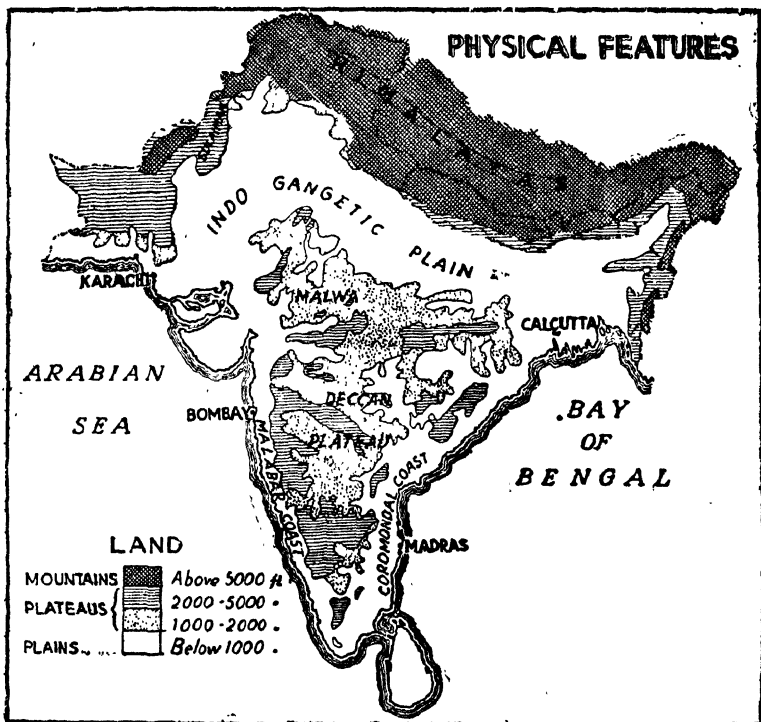 PHYSICAL FEATURES
HIMALAYAS
INDO GANGETIC PLAIN
KARACHI
MALWA
CALCUTTA
ARABIAN
SEA
DECCAN
PLATEAU
BOMBAY
MALABAR COAST
BAY
OF
BENGAL
COROMONDAL COAST
MADRAS
LAND
MOUNTAINS Above 5000 ft
PLATEAUS 2000-5000 "
1000-2000 "
PLAINS Below 1000 "